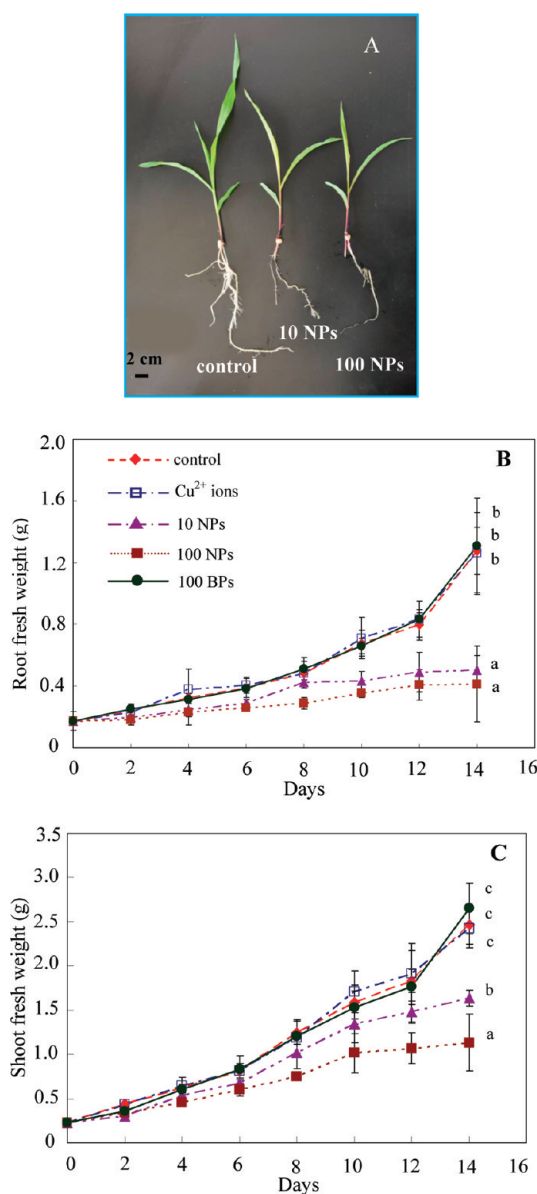 A
10 NPs
2 cm
control
100 NPs
B
2.0
1.6
1.2
0.8
0.4
0
control
Cu²⁺ ions
10 NPs
100 NPs
100 BPs
b
b
b
a
a
Root fresh weight (g)
0 2 4 6 8 10 12 14 16
Days
C
3.5
3.0
2.5
2.0
1.5
1.0
0.5
0
c
c
c
b
a
Shoot fresh weight (g)
0 2 4 6 8 10 12 14 16
Days